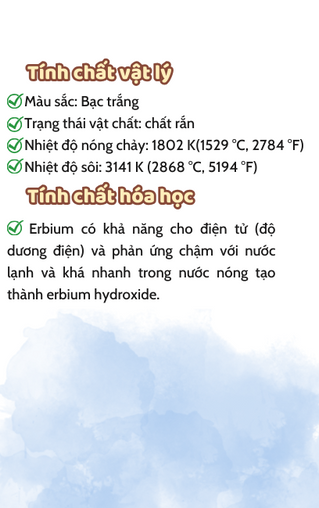 Tính chất vật lý
Màu sắc: Bạc trắng
Trạng thái vật chất: chất rắn
Nhiệt độ nóng chảy: 1802 K(1529 °C, 2784 °F)
Nhiệt độ sôi: 3141 K (2868 °C, 5194 °F)
Tính chất hóa học
Erbium có khả năng cho điện tử (độ
dương điện) và phản ứng chậm với nước
lạnh và khá nhanh trong nước nóng tạo
thành erbium hydroxide.